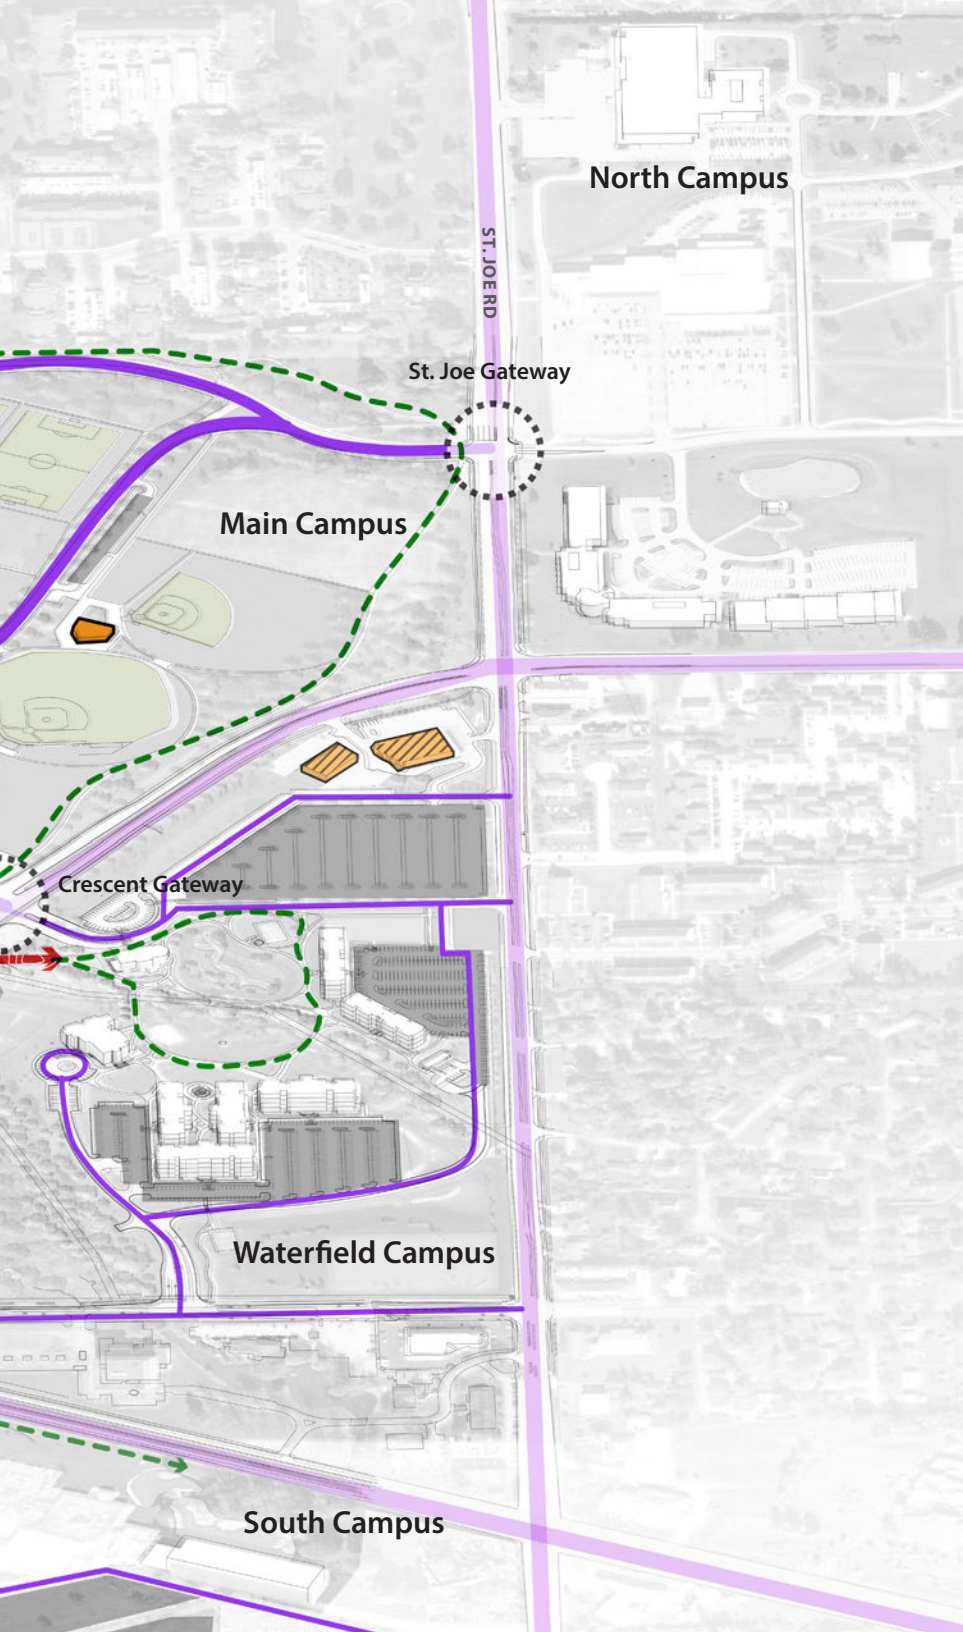 North Campus
ST. JOE RD
St. Joe Gateway
Main Campus
Crescent Gateway
Waterfield Campus
South Campus